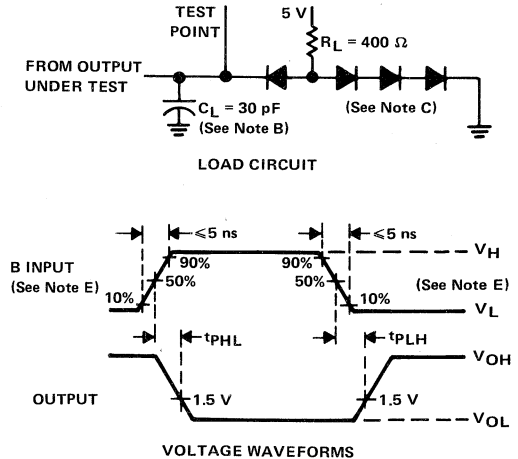 TEST
POINT
5 V
R_L = 400 Ω
FROM OUTPUT
UNDER TEST
C_L = 30 pF
(See Note B)
(See Note C)
LOAD CIRCUIT
≤5 ns
≤5 ns
V_H
B INPUT
(See Note E)
90%
90%
50%
50%
(See Note E)
10%
10%
V_L
t_PHL
t_PLH
V_OH
OUTPUT
1.5 V
1.5 V
V_OL
VOLTAGE WAVEFORMS